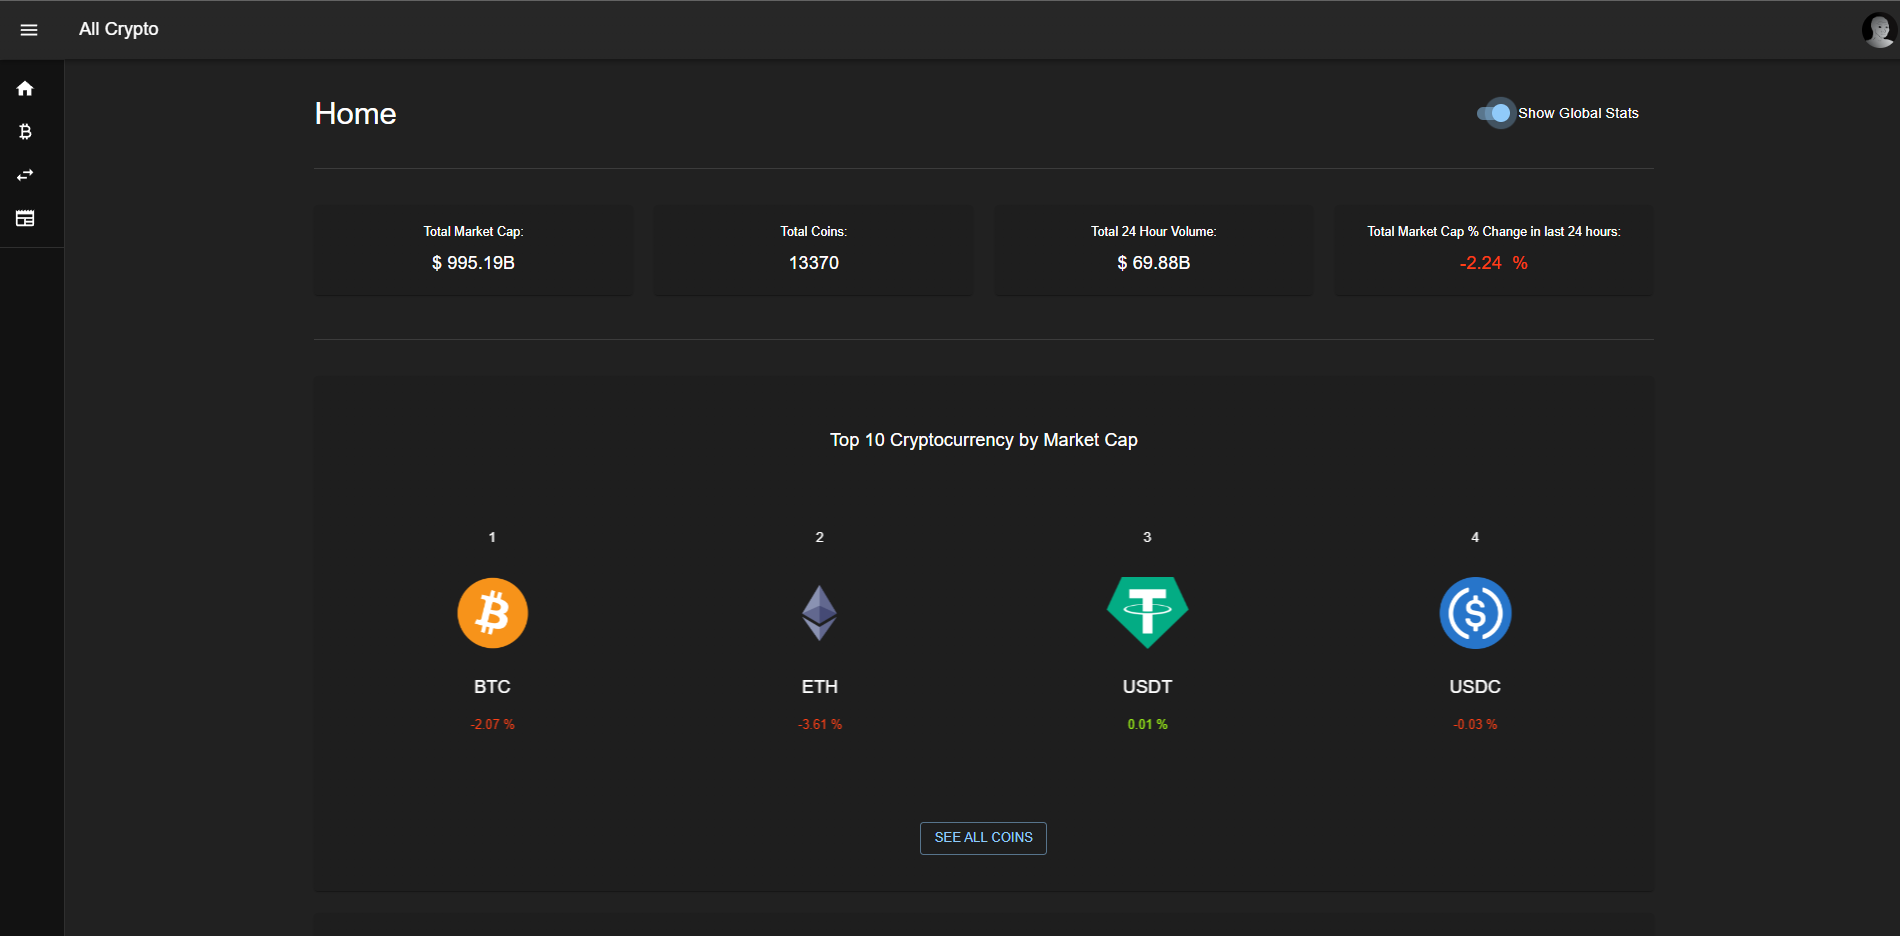 All Crypto
Home
Show Global Stats
Total Market Cap:
$ 995.19B
Total Coins:
13370
Total 24 Hour Volume:
$ 69.88B
Total Market Cap % Change in last 24 hours:
-2.24 %
Top 10 Cryptocurrency by Market Cap
1
BTC
-2.07 %
2
ETH
-3.61 %
3
USDT
0.01 %
4
USDC
-0.03 %
SEE ALL COINS